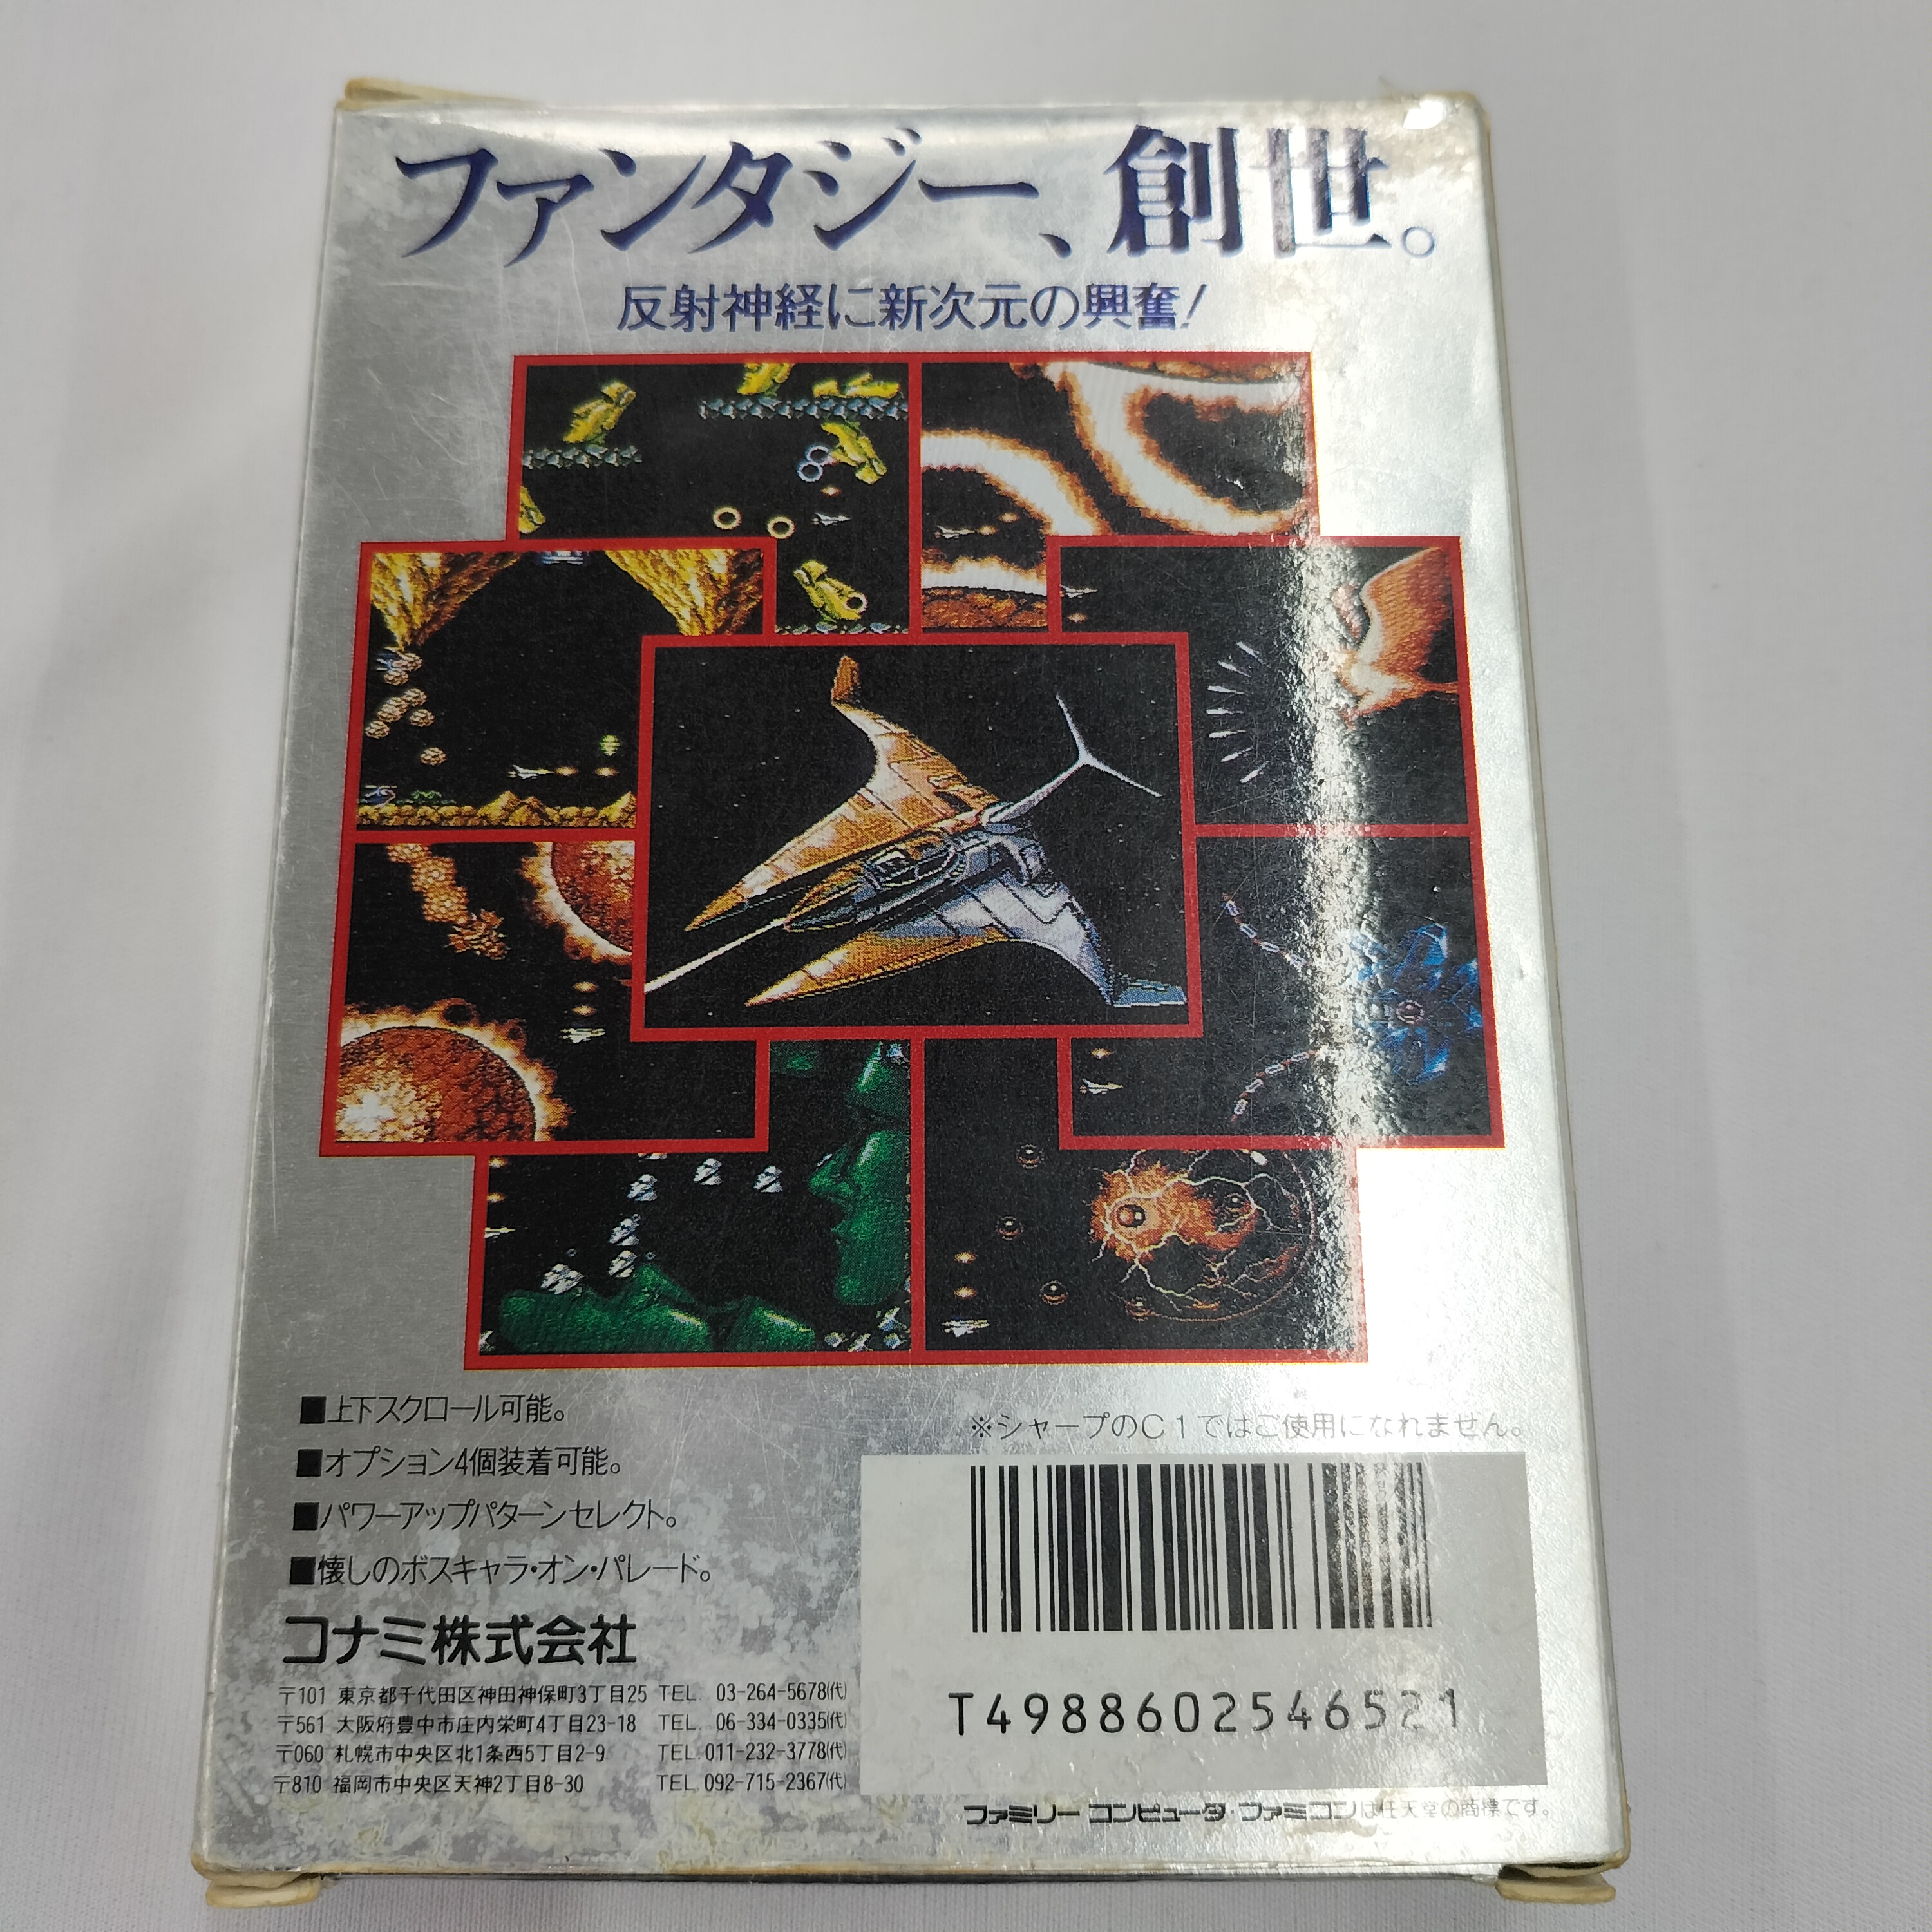 ファンタジー、創世。
反射神経に新次元の興奮!
■上下スクロール可能。
■オプション4個装着可能。
■パワーアップパターンセレクト。
■懐しのボスキャラ・オン・パレード。
コナミ株式会社
〒101 東京都千代田区神田神保町3丁目25 TEL. 03-264-5678(代)
〒561 大阪府豊中市庄内栄町4丁目23-18 TEL. 06-334-0335(代)
〒060 札幌市中央区北1条西5丁目2-9 TEL. 011-232-3778(代)
〒810 福岡市中央区天神2丁目8-30 TEL. 092-715-2367(代)
※シャープのC1ではご使用になれません。
T4988602546521
ファミリー コンピュータ・ファミコンは任天堂の商標です。